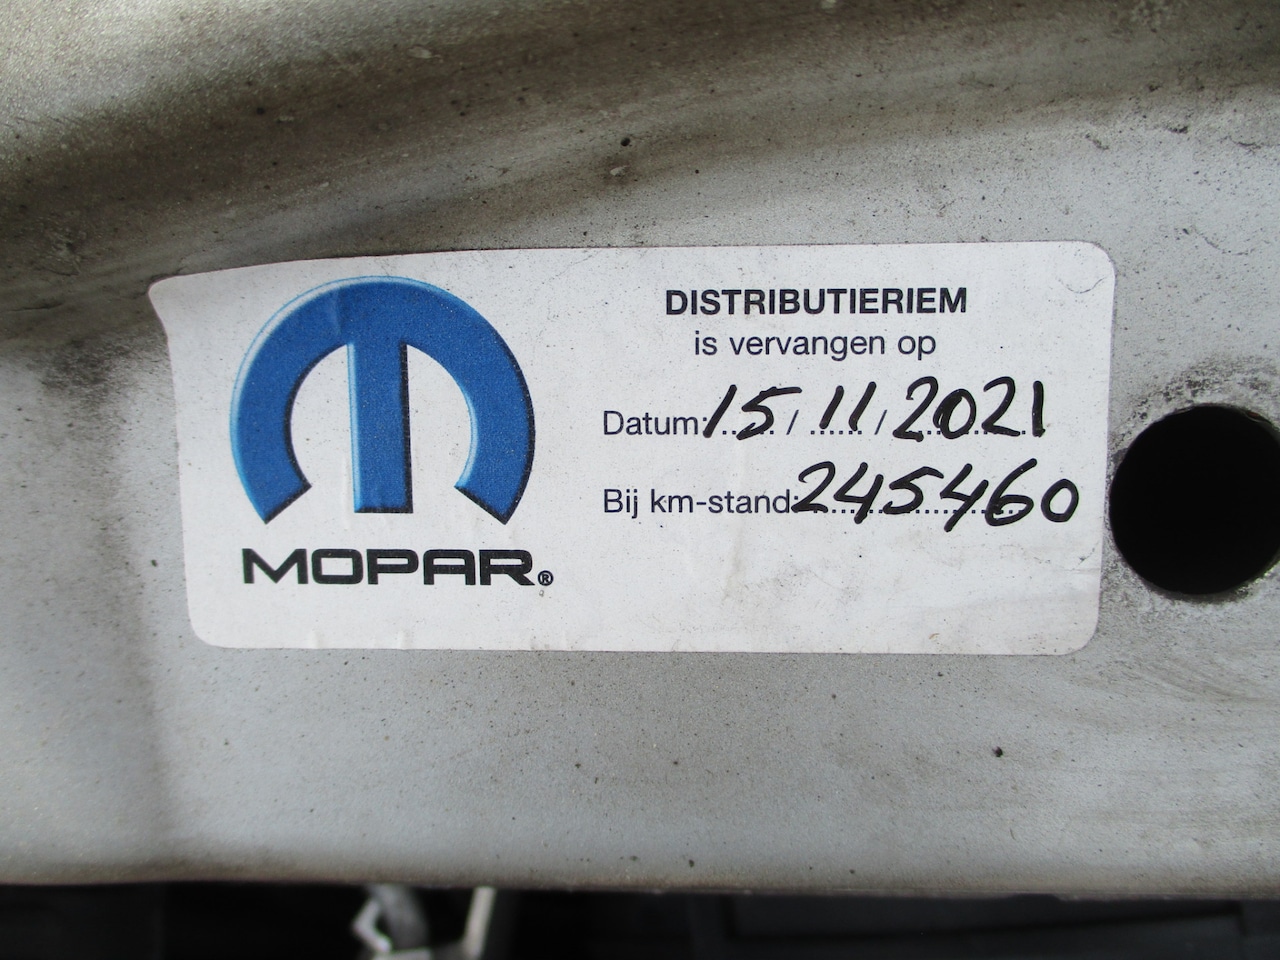 DISTRIBUTIERIEM
is vervangen op
Datum: 15 / 11 / 2021
Bij km-stand: 245460
MOPAR®